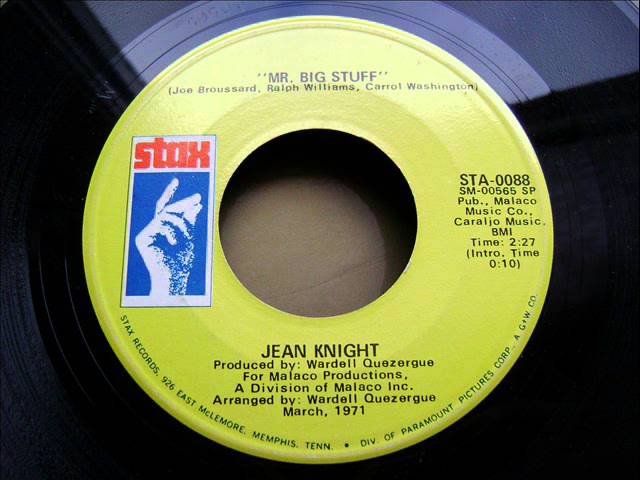 "MR. BIG STUFF"
(Joe Broussard, Ralph Williams, Carrol Washington)
stax
STA-0088
SM-00565 SP
Pub., Malaco
Music Co.,
Caraljo Music.
BMI
Time: 2:27
(Intro. Time
0:10)
JEAN KNIGHT
Produced by: Wardell Quezergue
For Malaco Productions,
A Division of Malaco Inc.
Arranged by: Wardell Quezergue
March, 1971
STAX RECORDS, 926 EAST McLEMORE, MEMPHIS, TENN. • DIV. OF PARAMOUNT PICTURES CORP. A G+W CO.